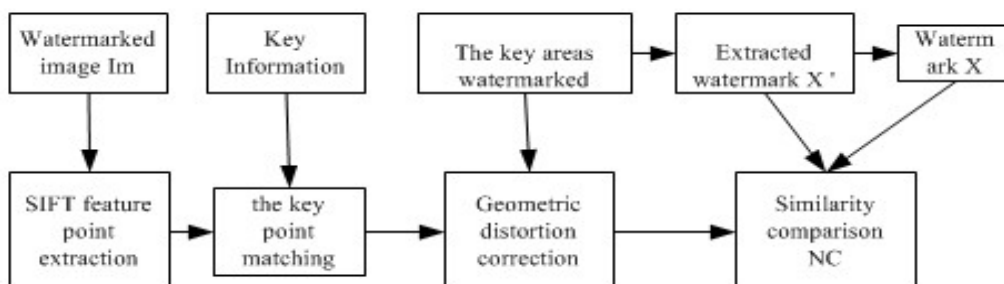 Watermarked
image Im
Key
Information
The key areas
watermarked
Extracted
watermark X '
Waterm
ark X
SIFT feature
point
extraction
the key
point
matching
Geometric
distortion
correction
Similarity
comparison
NC